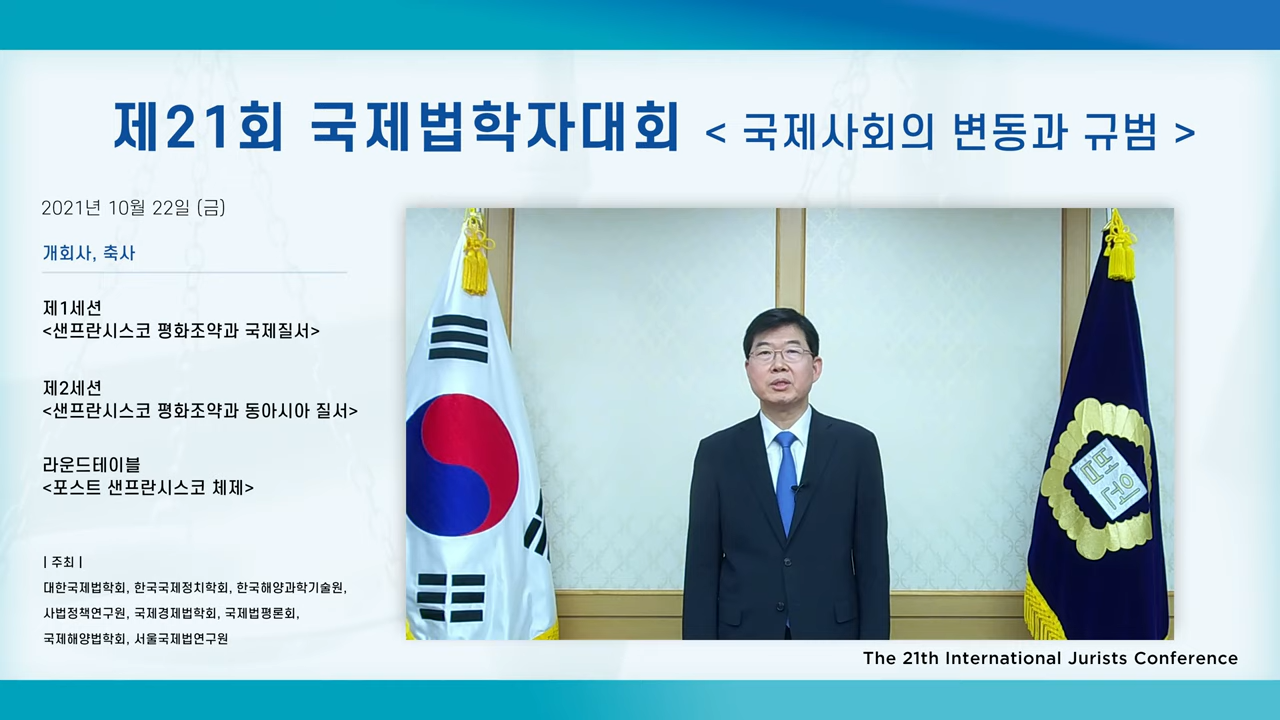 제21회 국제법학자대회 < 국제사회의 변동과 규범 >
2021년 10월 22일 (금)
개회사, 축사
제1세션
<샌프란시스코 평화조약과 국제질서>
제2세션
<샌프란시스코 평화조약과 동아시아 질서>
라운드테이블
<포스트 샌프란시스코 체제>
| 주최 |
대한국제법학회, 한국국제정치학회, 한국해양과학기술원,
사법정책연구원, 국제경제법학회, 국제법평론회,
국제해양법학회, 서울국제법연구원
법원
The 21th International Jurists Conference